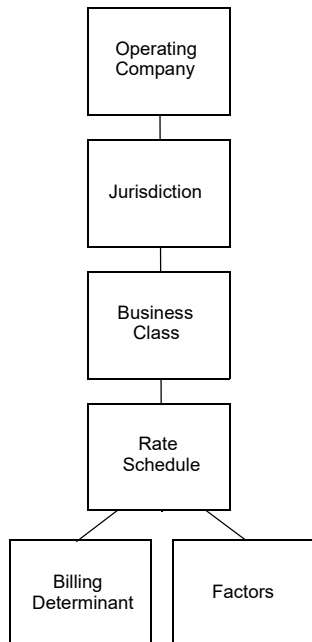 Operating
Company
Jurisdiction
Business
Class
Rate
Schedule
Billing
Determinant
Factors